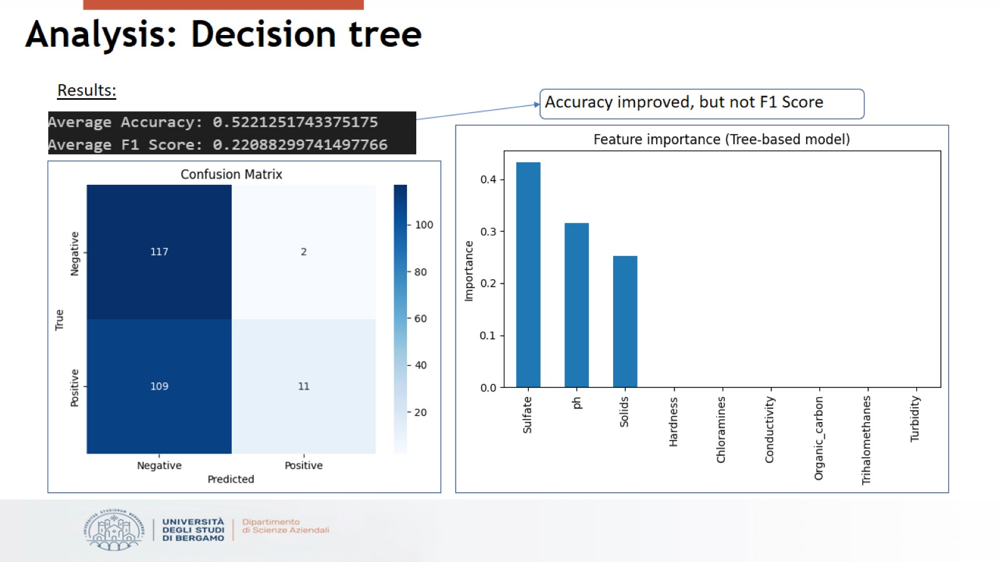 Analysis: Decision tree
Results:
Average Accuracy: 0.5221251743375175
Average F1 Score: 0.22088299741497766
Accuracy improved, but not F1 Score
Confusion Matrix
117
2
109
11
Negative
Positive
True
Negative
Positive
Predicted
100
80
60
40
20
Feature importance (Tree-based model)
Importance
0.4
0.3
0.2
0.1
0.0
Sulfate
ph
Solids
Hardness
Chloramines
Conductivity
Organic_carbon
Trihalomethanes
Turbidity
UNIVERSITÀ
DEGLI STUDI
DI BERGAMO
Dipartimento
di Scienze Aziendali